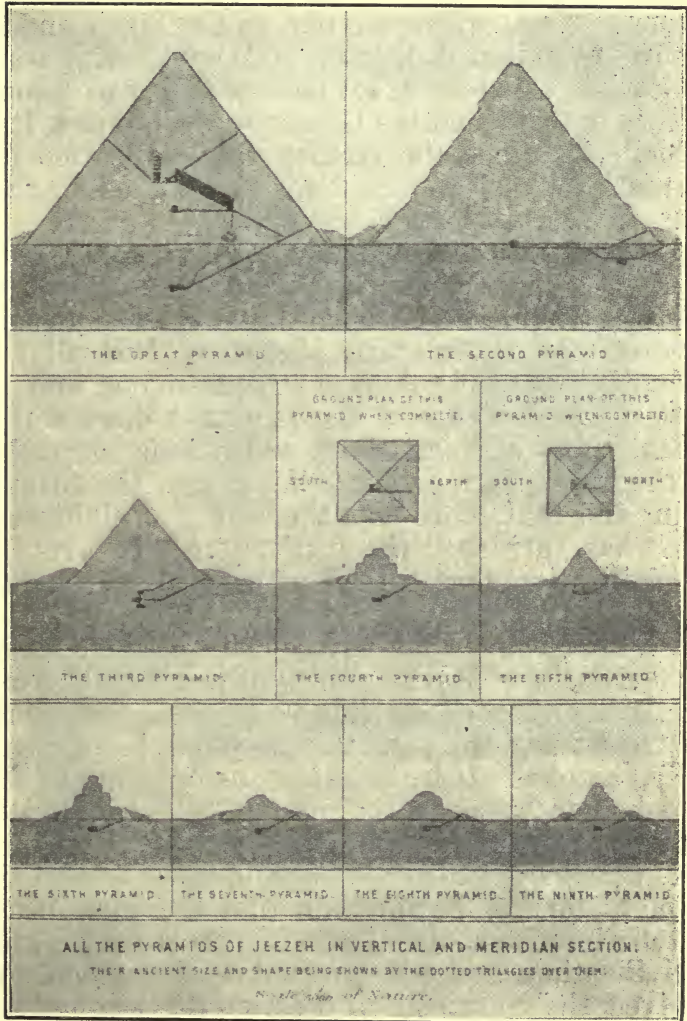 THE GREAT PYRAMID
THE SECOND PYRAMID
GROUND PLAN OF THIS
PYRAMID WHEN COMPLETE.
SOUTH
NORTH
GROUND PLAN OF THIS
PYRAMID WHEN COMPLETE
SOUTH
NORTH
THE THIRD PYRAMID.
THE FOURTH PYRAMID.
THE FIFTH PYRAMID.
THE SIXTH PYRAMID.
THE SEVENTH PYRAMID.
THE EIGHTH PYRAMID.
THE NINTH PYRAMID
ALL THE PYRAMIDS OF JEEZEH IN VERTICAL AND MERIDIAN SECTION;
THEIR ANCIENT SIZE AND SHAPE BEING SHOWN BY THE DOTTED TRIANGLES OVER THEM.
Scale of Nature.